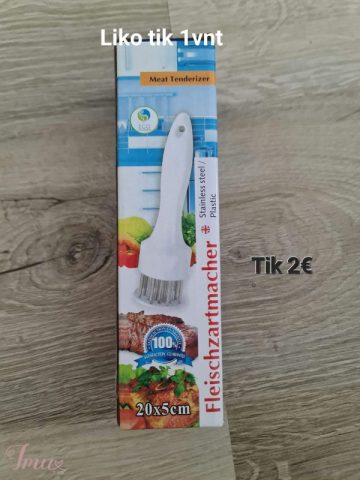 Liko tik 1vnt
Meat Tenderizer
Stainless steel /
Plastic
Fleischzartmacher
Tik 2€
100%
20x5cm